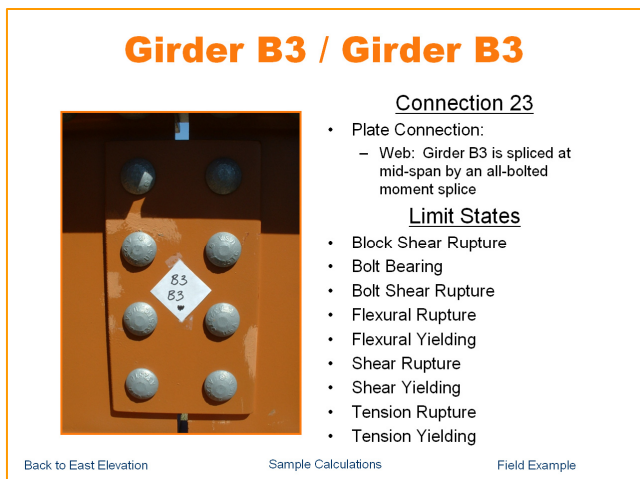 Girder B3 / Girder B3
B3
B3
Connection 23
• Plate Connection:
– Web: Girder B3 is spliced at
mid-span by an all-bolted
moment splice
Limit States
• Block Shear Rupture
• Bolt Bearing
• Bolt Shear Rupture
• Flexural Rupture
• Flexural Yielding
• Shear Rupture
• Shear Yielding
• Tension Rupture
• Tension Yielding
Back to East Elevation
Sample Calculations
Field Example